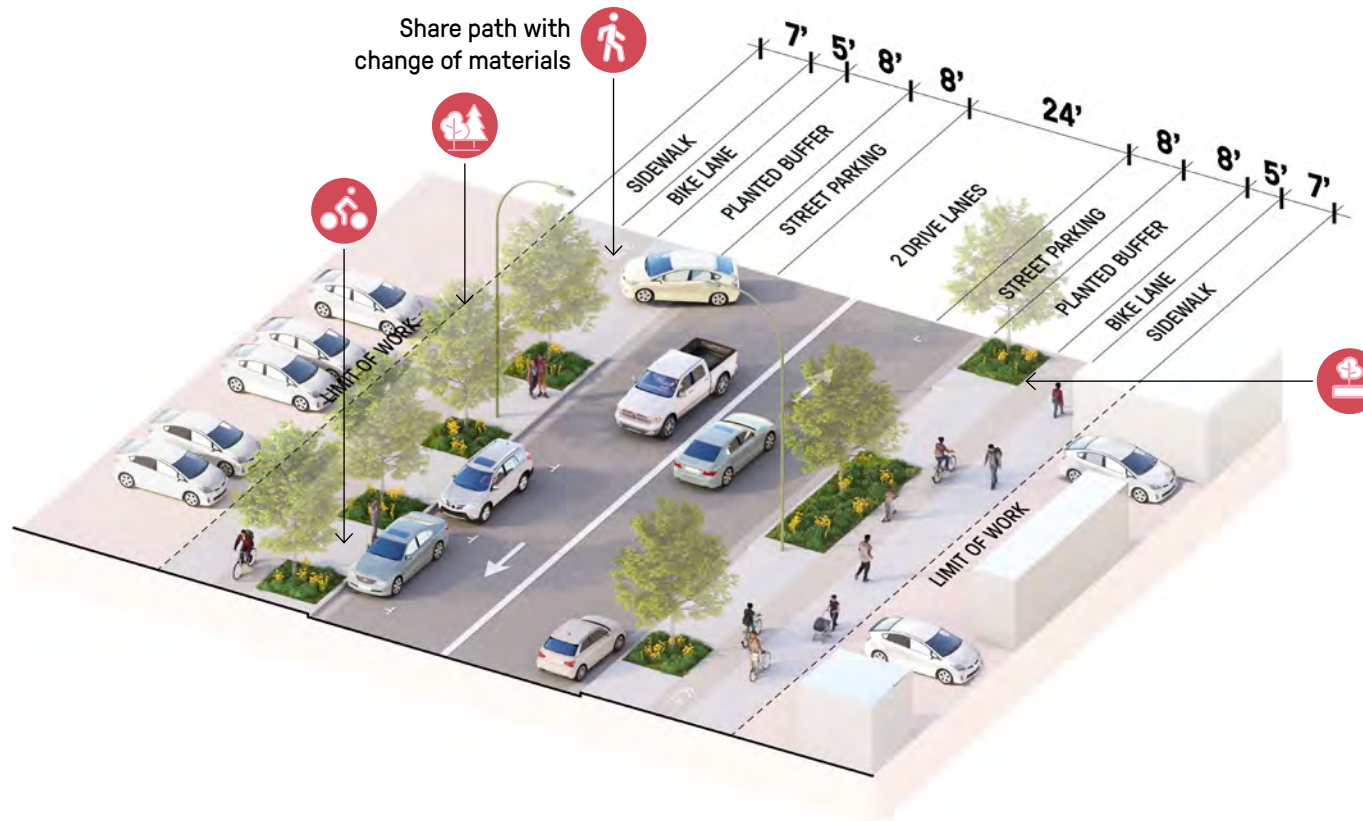 Share path with
change of materials
7’
5’
8’
8’
24’
8’
8’
5’
7’
SIDEWALK
BIKE LANE
PLANTED BUFFER
STREET PARKING
2 DRIVE LANES
STREET PARKING
PLANTED BUFFER
BIKE LANE
SIDEWALK
LIMIT OF WORK
LIMIT OF WORK